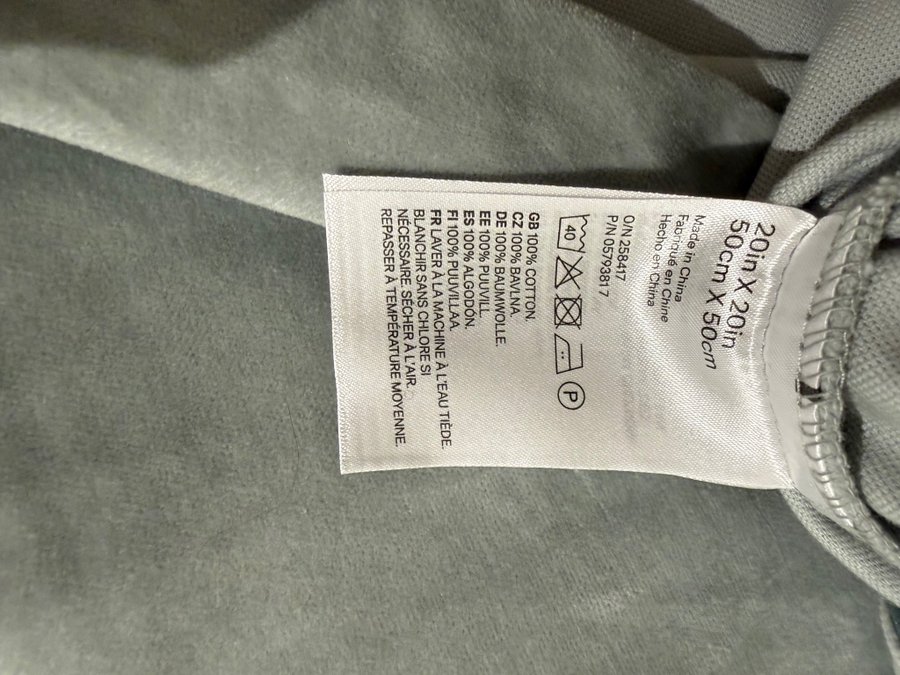 20in X 20in
50cm X 50cm
Made in China
Fabriqué en Chine
Hecho en China
O/N 258417
P/N 05793817
40 P
GB 100% COTTON.
CZ 100% BAVLNA.
DE 100% BAUMWOLLE.
EE 100% PUUVILL.
ES 100% ALGODÓN.
FI 100% PUUVILLAA.
FR LAVER À LA MACHINE À L'EAU TIÈDE.
BLANCHIR SANS CHLORE SI
NÉCESSAIRE. SÉCHER À L'AIR.
REPASSER À TEMPÉRATURE MOYENNE.